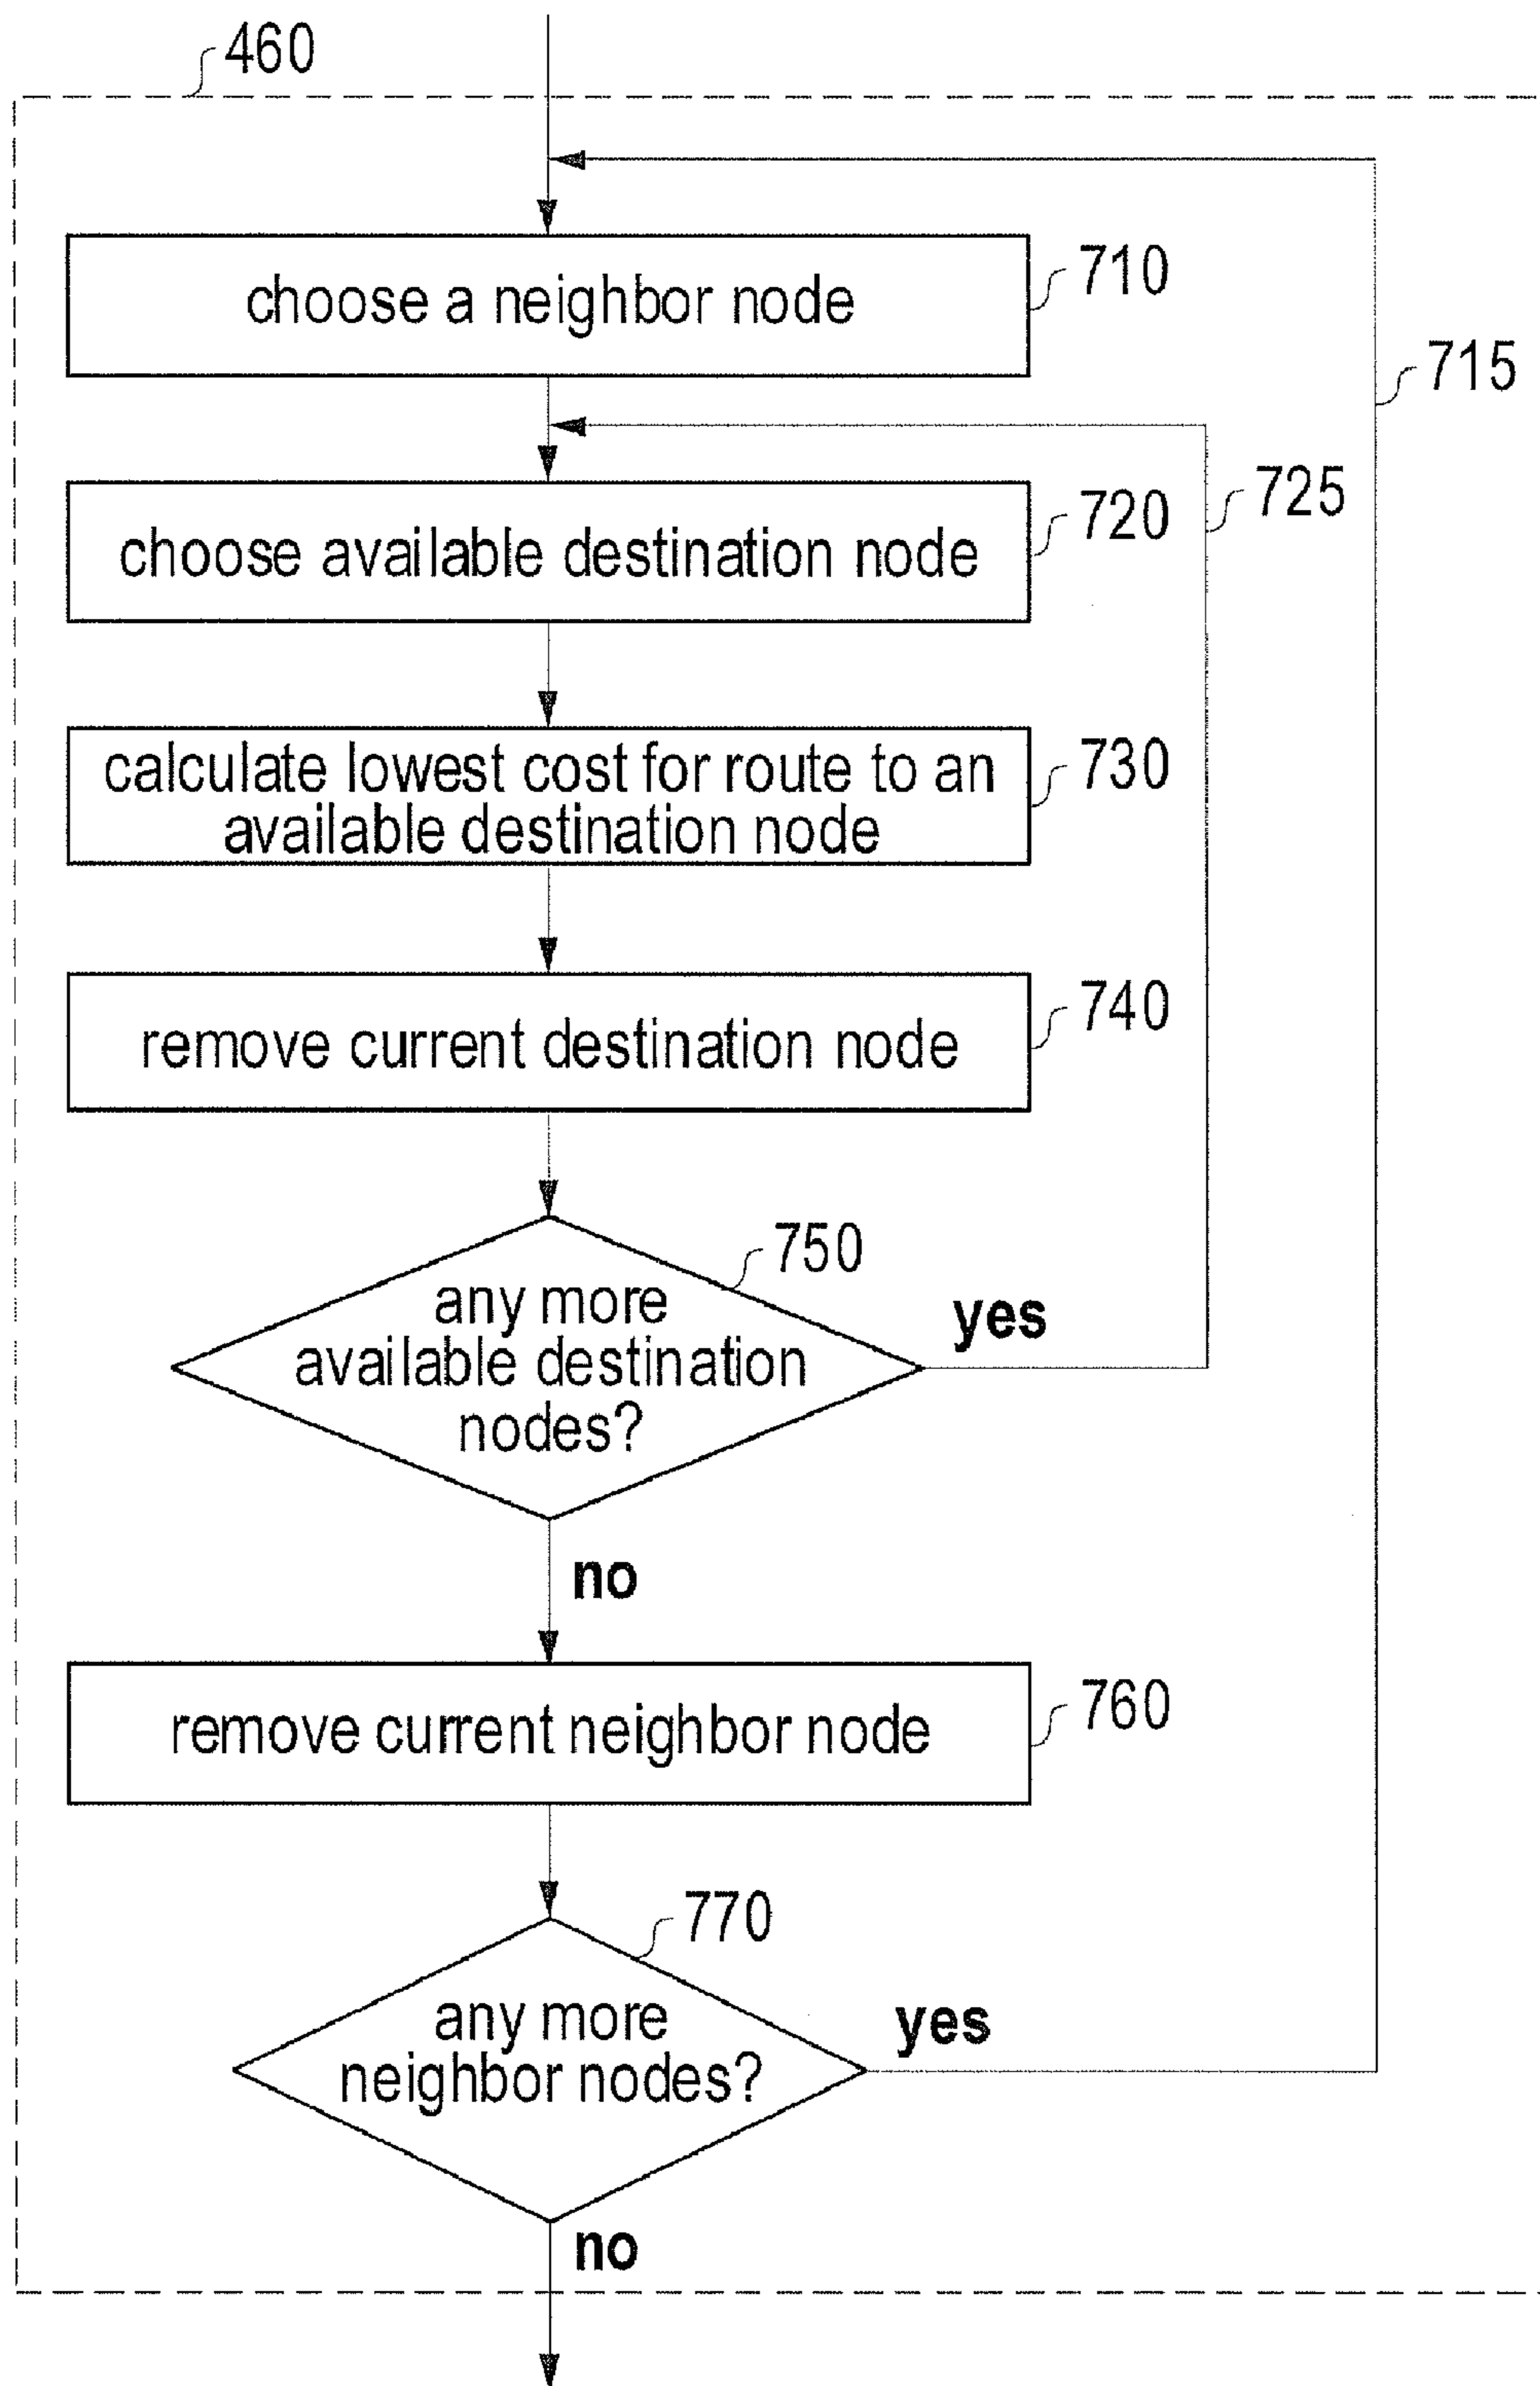 460
choose a neighbor node
710
715
725
choose available destination node
720
calculate lowest cost for route to an
available destination node
730
remove current destination node
740
750
any more
available destination
nodes?
yes
no
remove current neighbor node
760
770
any more
neighbor nodes?
yes
no